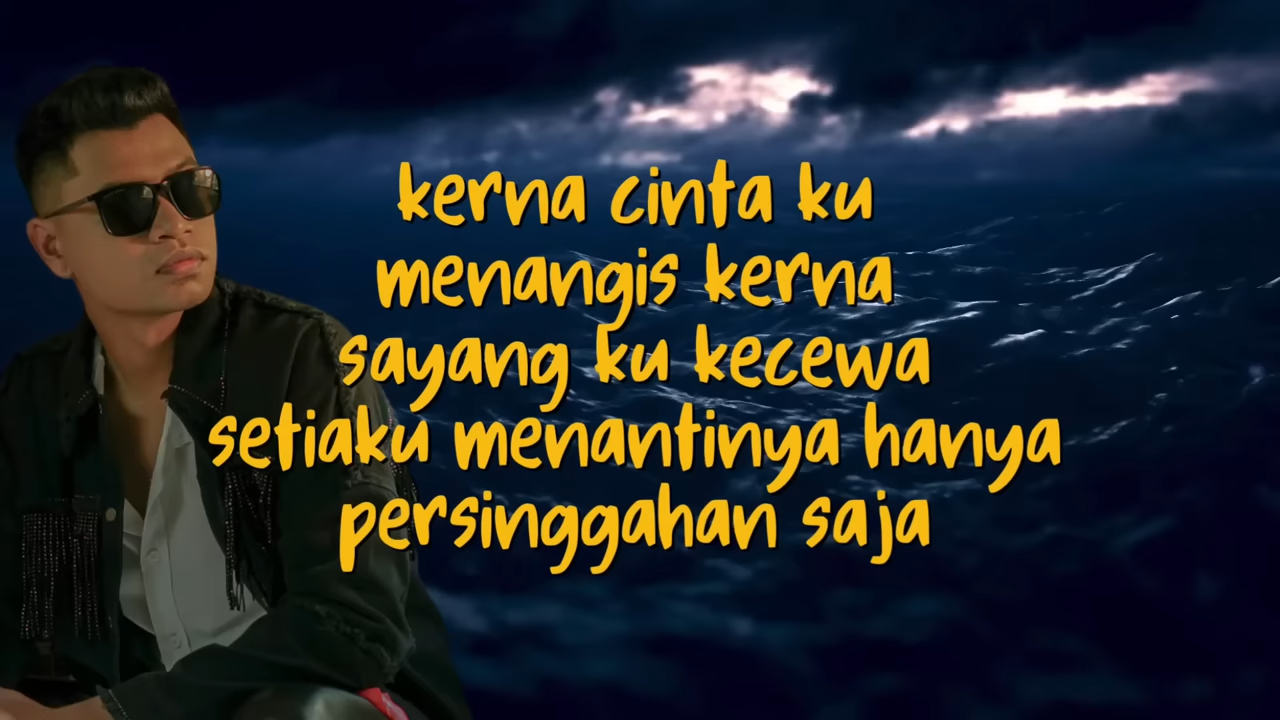 kerna cinta ku
menangis kerna
sayang ku kecewa
setiaku menantinya hanya
persinggahan saja